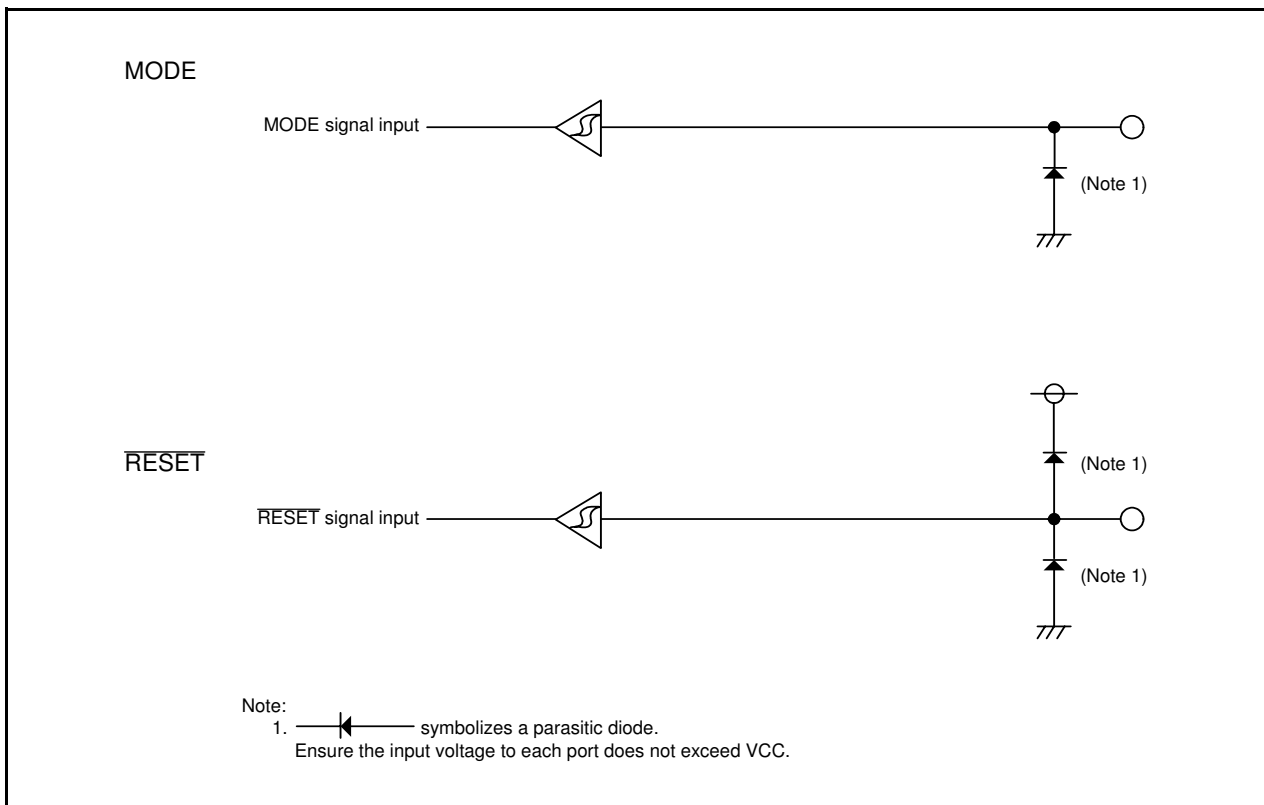 MODE
MODE signal input
(Note 1)
(Note 1)
RESET
RESET signal input
(Note 1)
Note:
1. symbolizes a parasitic diode.
Ensure the input voltage to each port does not exceed VCC.